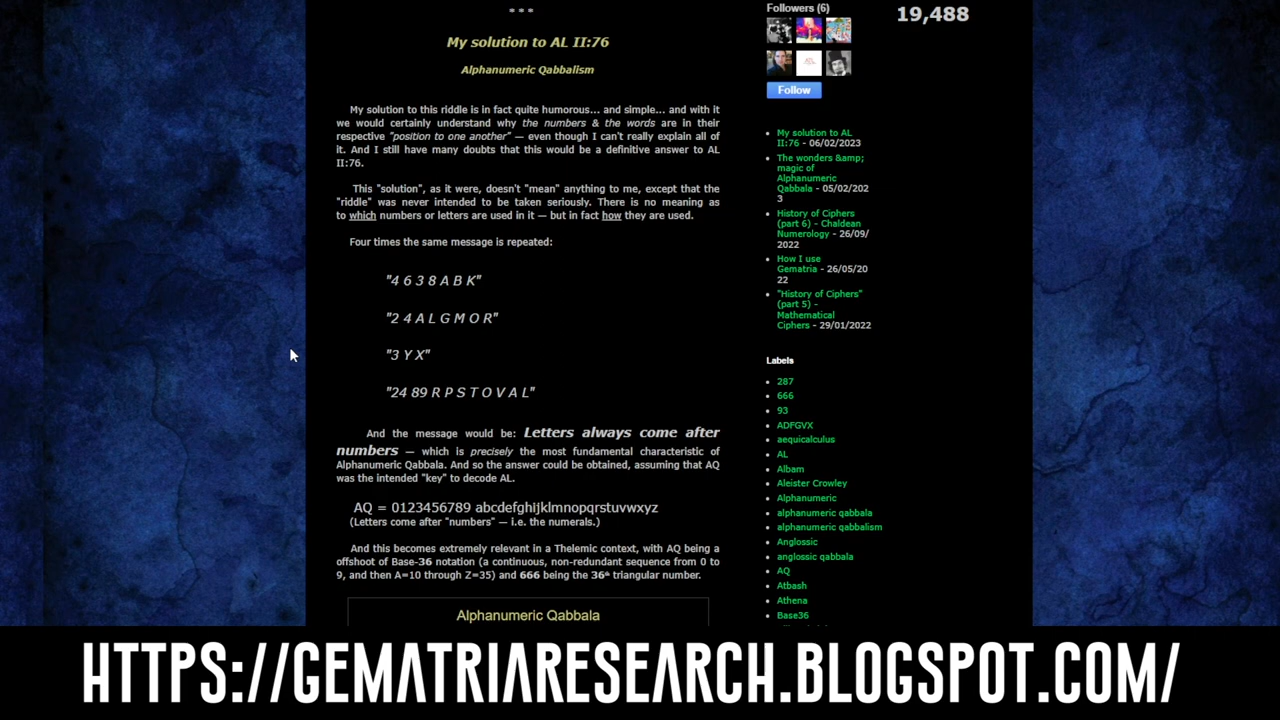 * * *
My solution to AL II:76
Alphanumeric Qabbalism
My solution to this riddle is in fact quite humorous... and simple... and with it
we would certainly understand why the numbers & the words are in their
respective "position to one another" — even though I can't really explain all of
it. And I still have many doubts that this would be a definitive answer to AL
II:76.
This "solution", as it were, doesn't "mean" anything to me, except that the
"riddle" was never intended to be taken seriously. There is no meaning as
to which numbers or letters are used in it — but in fact how they are used.
Four times the same message is repeated:
"4 6 3 8 A B K"
"2 4 A L G M O R"
"3 Y X"
"24 89 R P S T O V A L"
And the message would be: Letters always come after
numbers — which is precisely the most fundamental characteristic of
Alphanumeric Qabbala. And so the answer could be obtained, assuming that AQ
was the intended "key" to decode AL.
AQ = 0123456789 abcdefghijklmnopqrstuvwxyz
(Letters come after "numbers" — i.e. the numerals.)
And this becomes extremely relevant in a Thelemic context, with AQ being a
offshoot of Base-36 notation (a continuous, non-redundant sequence from 0 to
9, and then A=10 through Z=35) and 666 being the 36th triangular number.
Alphanumeric Qabbala
Followers (6)
Follow
My solution to AL
II:76 - 06/02/2023
The wonders &amp;
magic of
Alphanumeric
Qabbala - 05/02/202
3
History of Ciphers
(part 6) - Chaldean
Numerology - 26/09/
2022
How I use
Gematria - 26/05/20
22
"History of Ciphers"
(part 5) -
Mathematical
Ciphers - 29/01/2022
Labels
287
666
93
ADFGVX
aequicalculus
AL
Albam
Aleister Crowley
Alphanumeric
alphanumeric qabbala
alphanumeric qabbalism
Anglossic
anglossic qabbala
AQ
Atbash
Athena
Base36
19,488
HTTPS://GEMATRIARESEARCH.BLOGSPOT.COM/